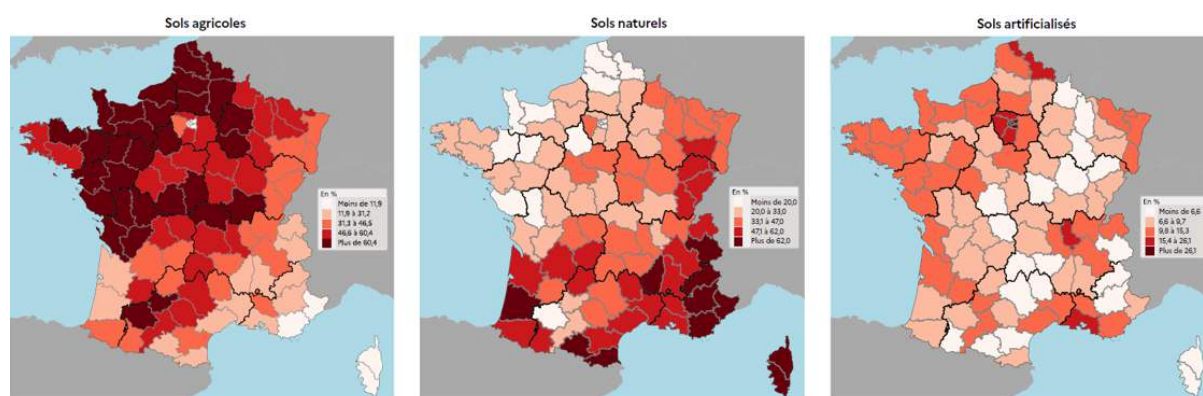 Sols agricoles
Sols naturels
Sols artificialisés
En %
Moins de 11,9
11,9 à 31,2
31,3 à 46,5
46,6 à 60,4
Plus de 60,4
En %
Moins de 20,0
20,0 à 33,0
33,1 à 47,0
47,1 à 62,0
Plus de 62,0
En %
Moins de 6,6
6,6 à 9,7
9,8 à 15,3
15,4 à 26,1
Plus de 26,1